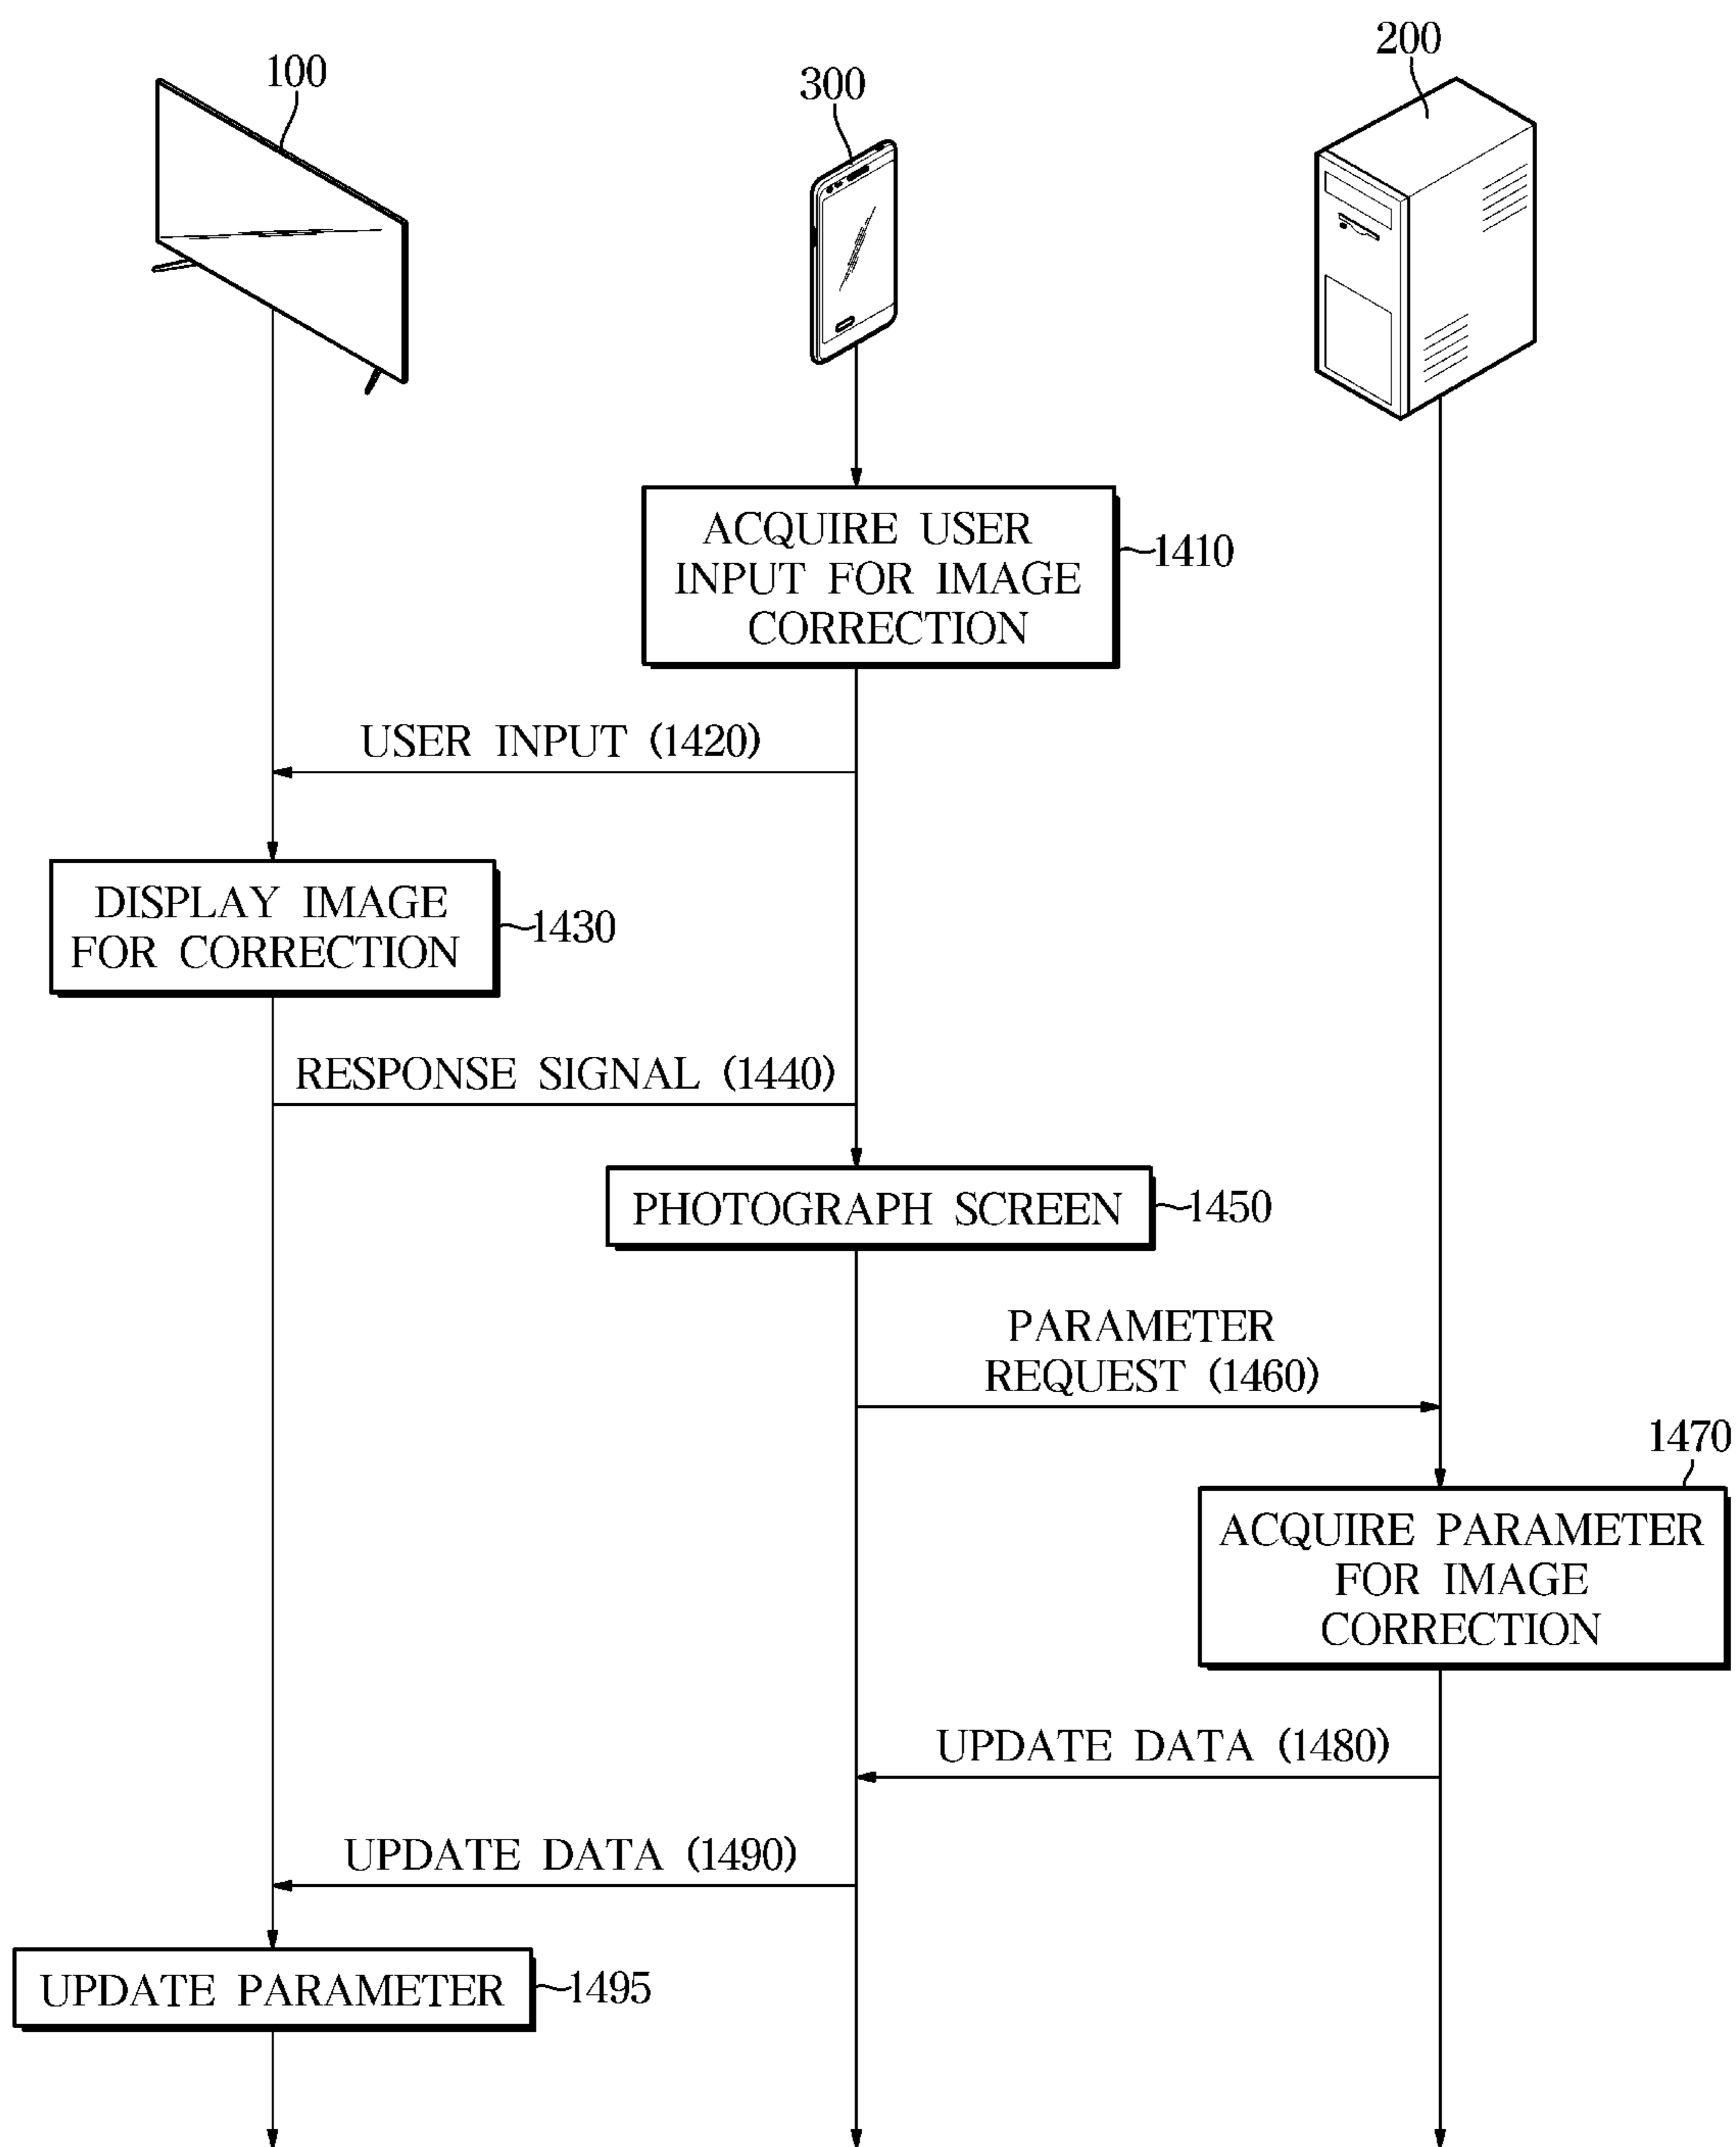 200
100
300
ACQUIRE USER
INPUT FOR IMAGE
CORRECTION
1410
USER INPUT (1420)
DISPLAY IMAGE
FOR CORRECTION
1430
RESPONSE SIGNAL (1440)
PHOTOGRAPH SCREEN
1450
PARAMETER
REQUEST (1460)
1470
ACQUIRE PARAMETER
FOR IMAGE
CORRECTION
UPDATE DATA (1480)
UPDATE DATA (1490)
UPDATE PARAMETER
1495